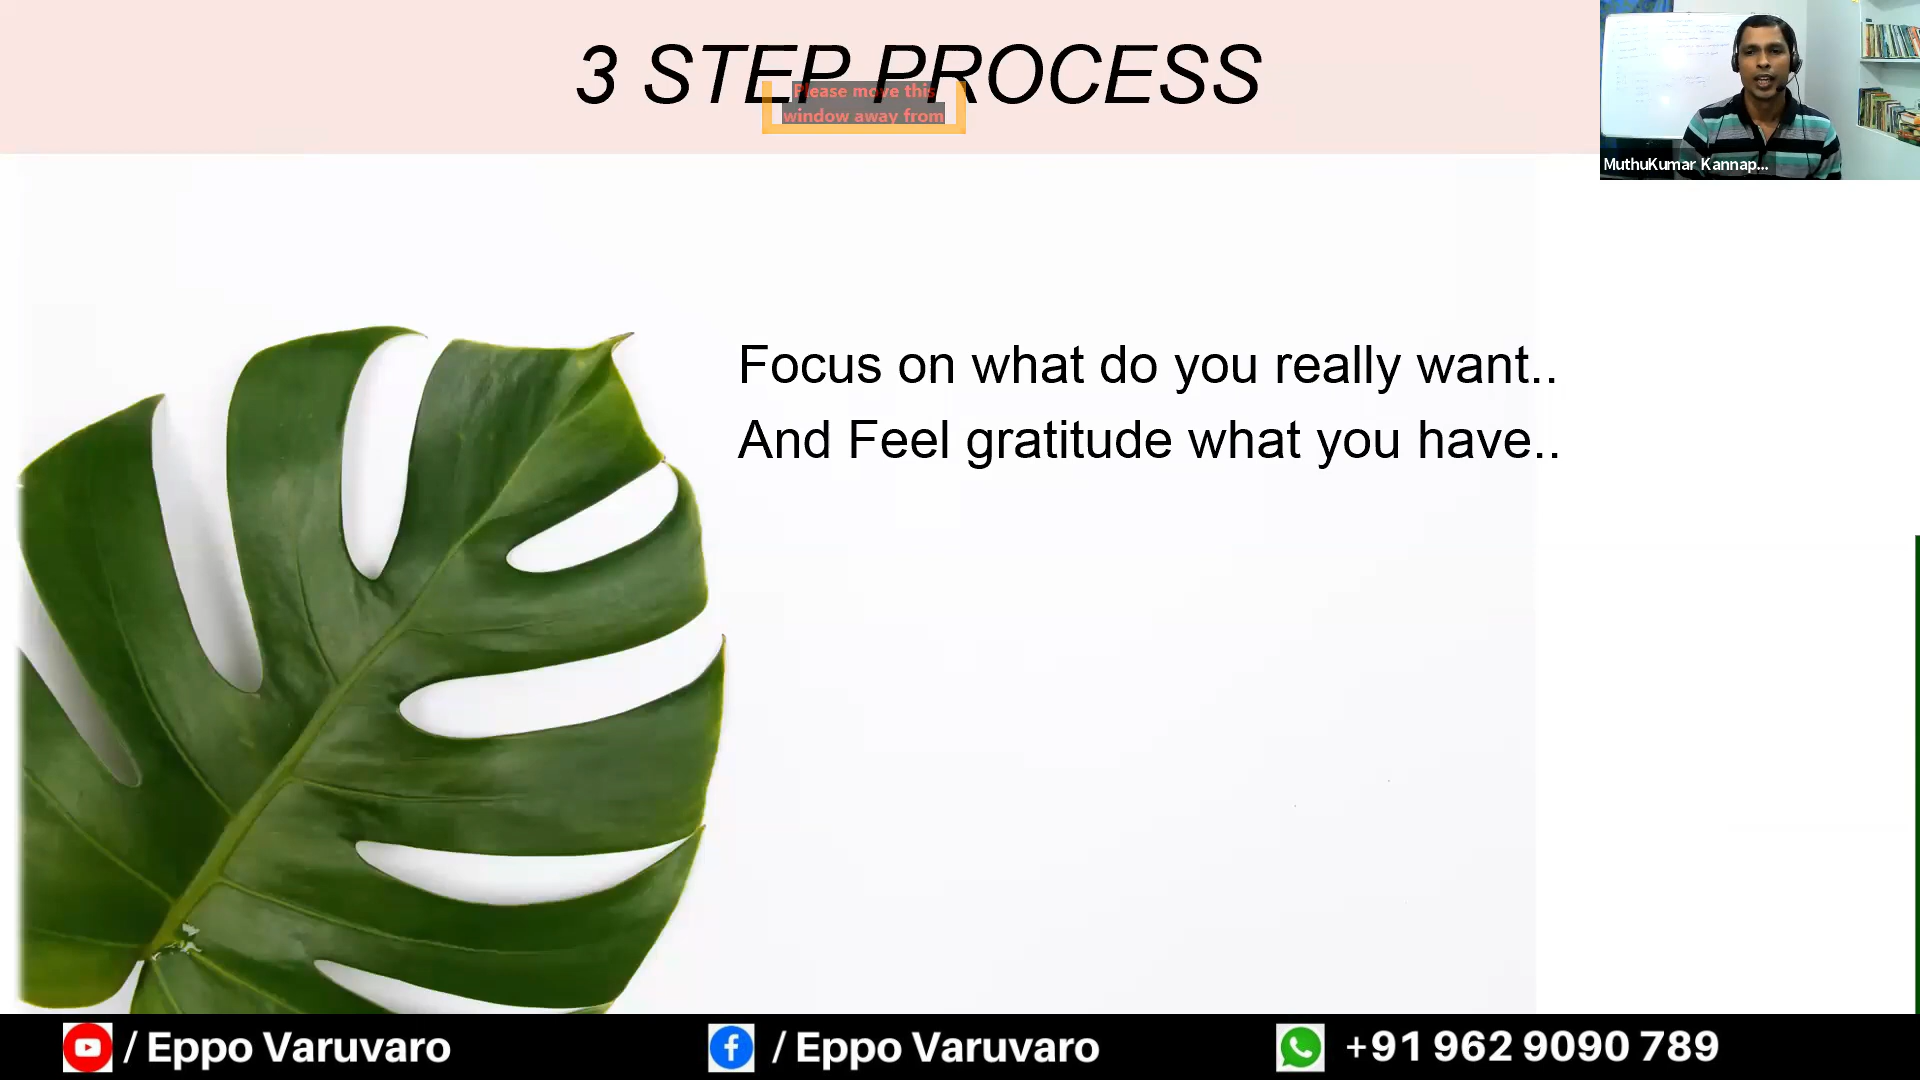 3 STEP PROCESS
Please move this
window away from
MuthuKumar Kannap...
Focus on what do you really want..
And Feel gratitude what you have..
/ Eppo Varuvaro
/ Eppo Varuvaro
+91 962 9090 789